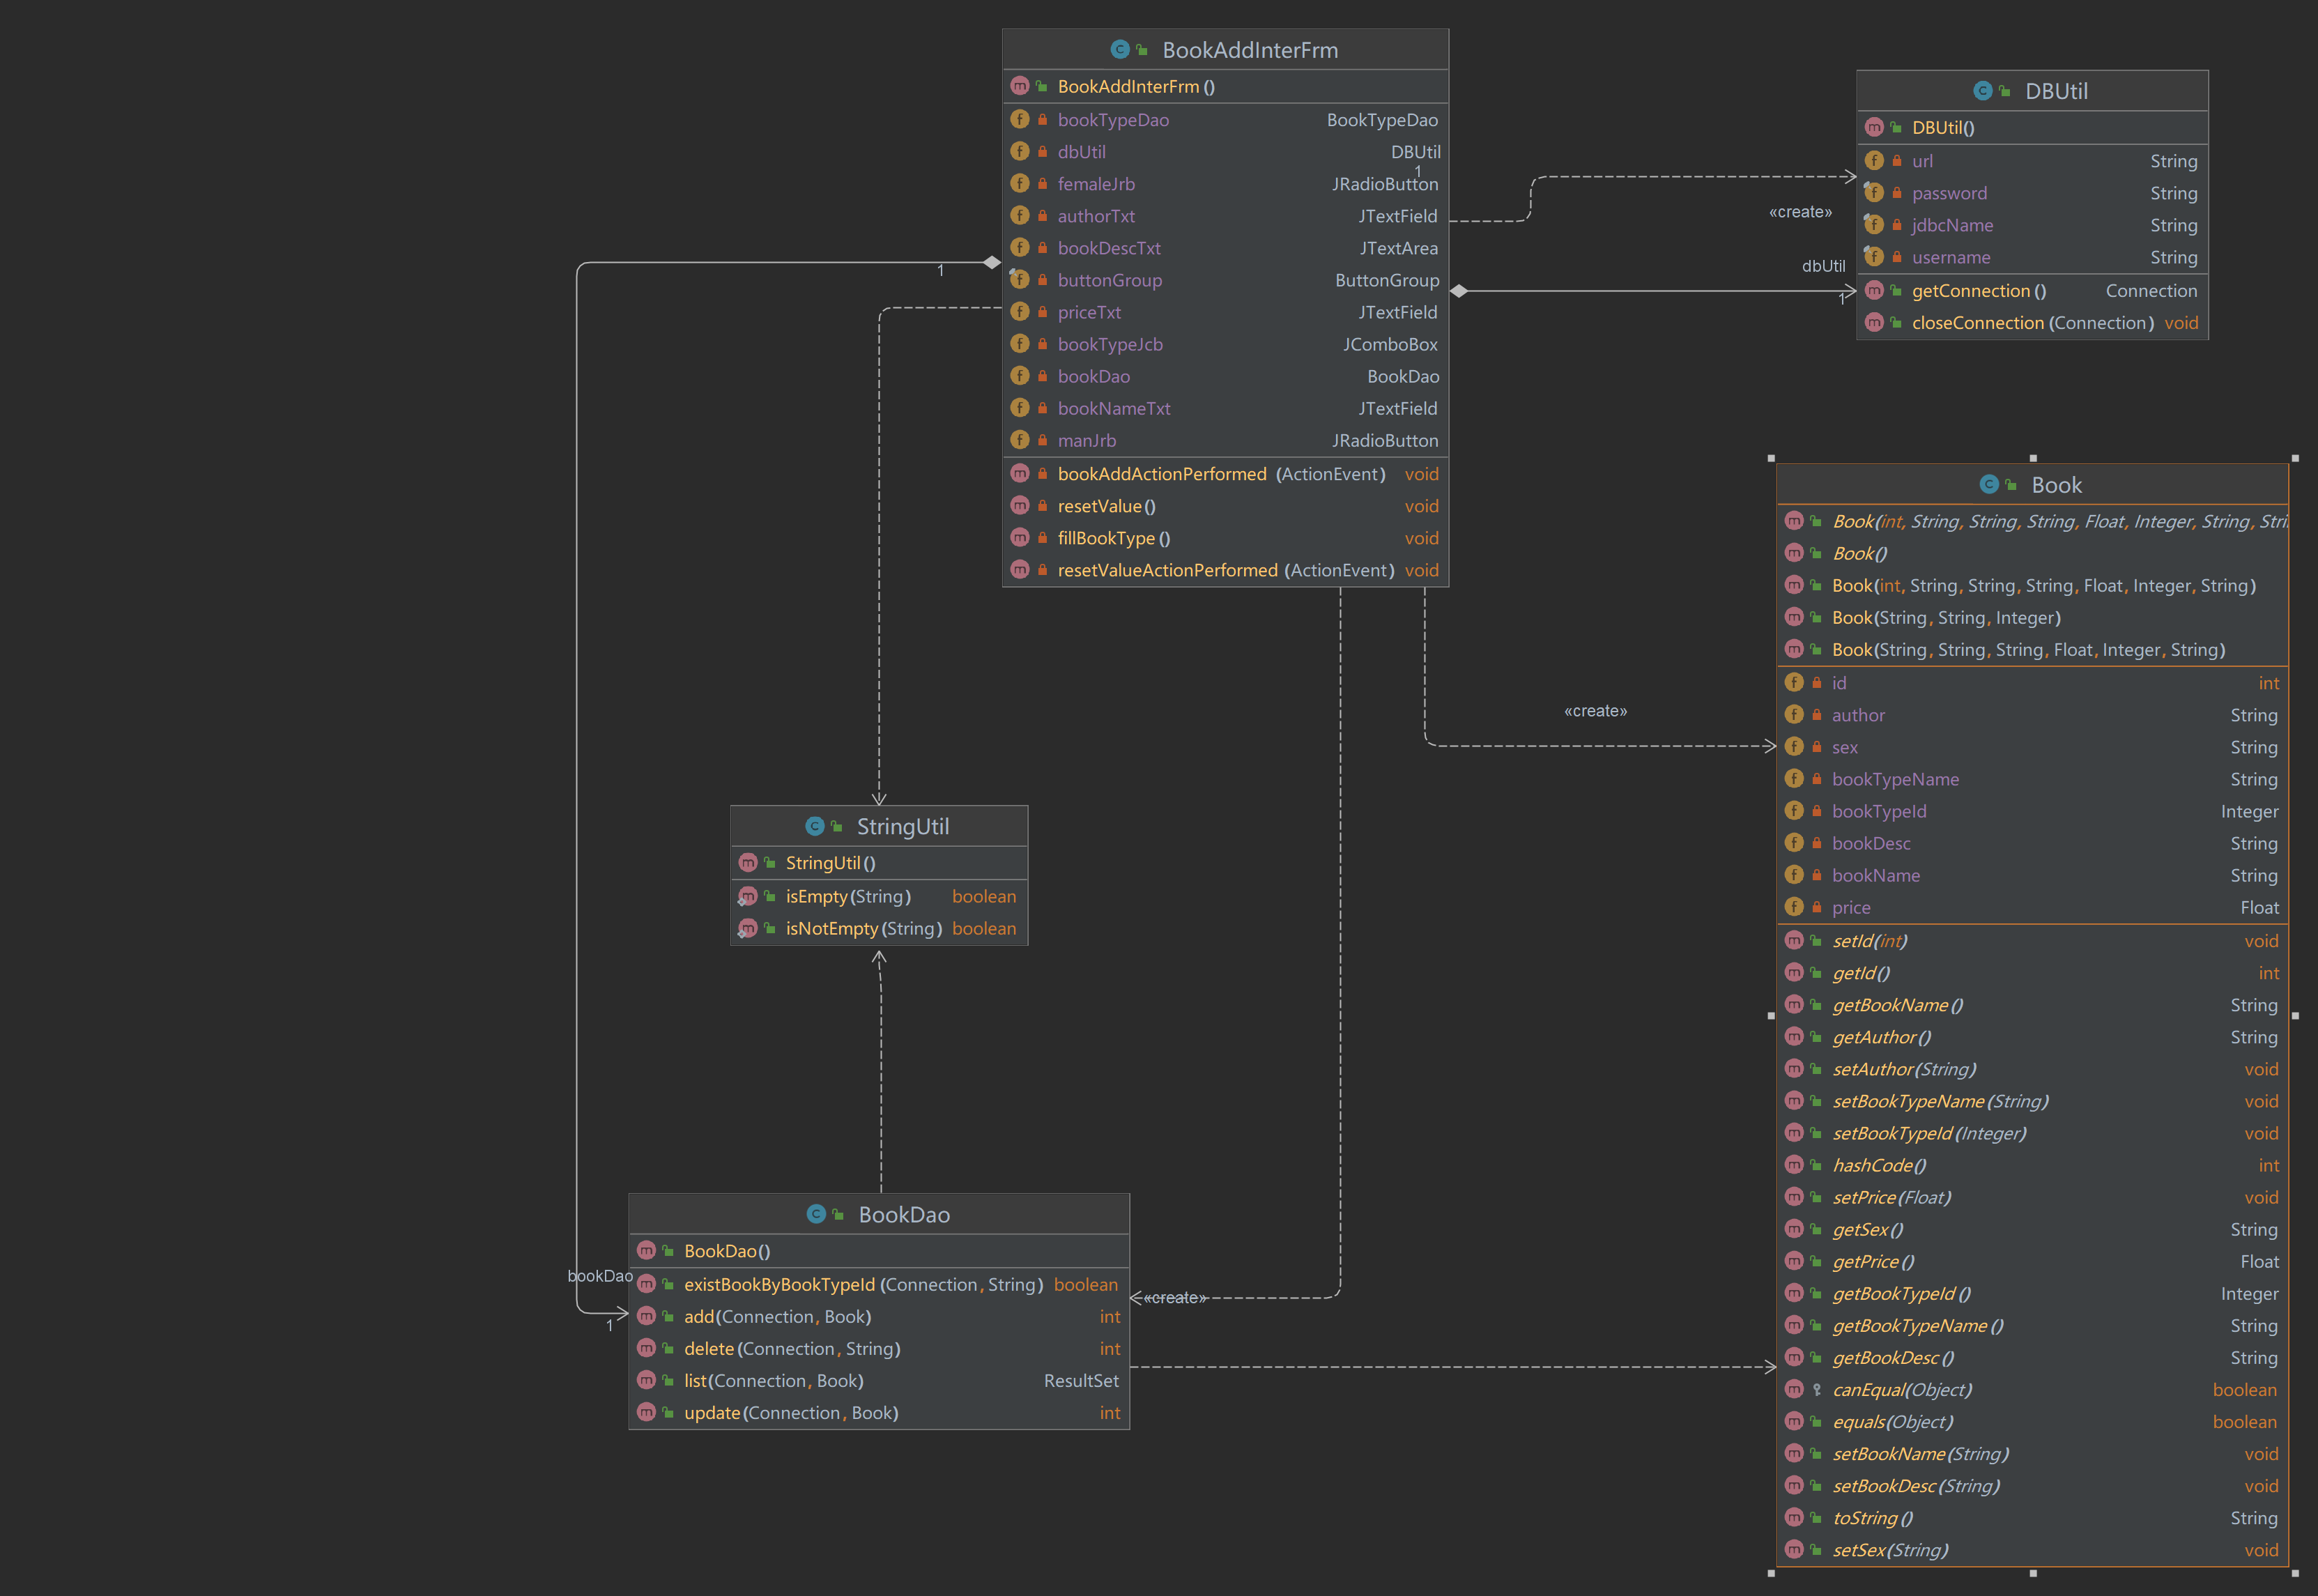 BookAddInterFrm
BookAddInterFrm()
bookTypeDao BookTypeDao
dbUtil DBUtil
1
femaleJrb JRadioButton
authorTxt JTextField
bookDescTxt JTextArea
buttonGroup ButtonGroup
priceTxt JTextField
bookTypeJcb JComboBox
bookDao BookDao
bookNameTxt JTextField
manJrb JRadioButton
bookAddActionPerformed (ActionEvent) void
resetValue() void
fillBookType() void
resetValueActionPerformed (ActionEvent) void
DBUtil
DBUtil()
url String
password String
jdbcName String
username String
getConnection() Connection
closeConnection(Connection) void
«create»
dbUtil
1
1
«create»
StringUtil
StringUtil()
isEmpty(String) boolean
isNotEmpty(String) boolean
BookDao
BookDao()
existBookByBookTypeId(Connection, String) boolean
add(Connection, Book) int
delete(Connection, String) int
list(Connection, Book) ResultSet
update(Connection, Book) int
bookDao
1
«create»
Book
Book(int, String, String, String, Float, Integer, String, Stri
Book()
Book(int, String, String, String, Float, Integer, String)
Book(String, String, Integer)
Book(String, String, String, Float, Integer, String)
id int
author String
sex String
bookTypeName String
bookTypeId Integer
bookDesc String
bookName String
price Float
setId(int) void
getId() int
getBookName() String
getAuthor() String
setAuthor(String) void
setBookTypeName(String) void
setBookTypeId(Integer) void
hashCode() int
setPrice(Float) void
getSex() String
getPrice() Float
getBookTypeId() Integer
getBookTypeName() String
getBookDesc() String
canEqual(Object) boolean
equals(Object) boolean
setBookName(String) void
setBookDesc(String) void
toString() String
setSex(String) void